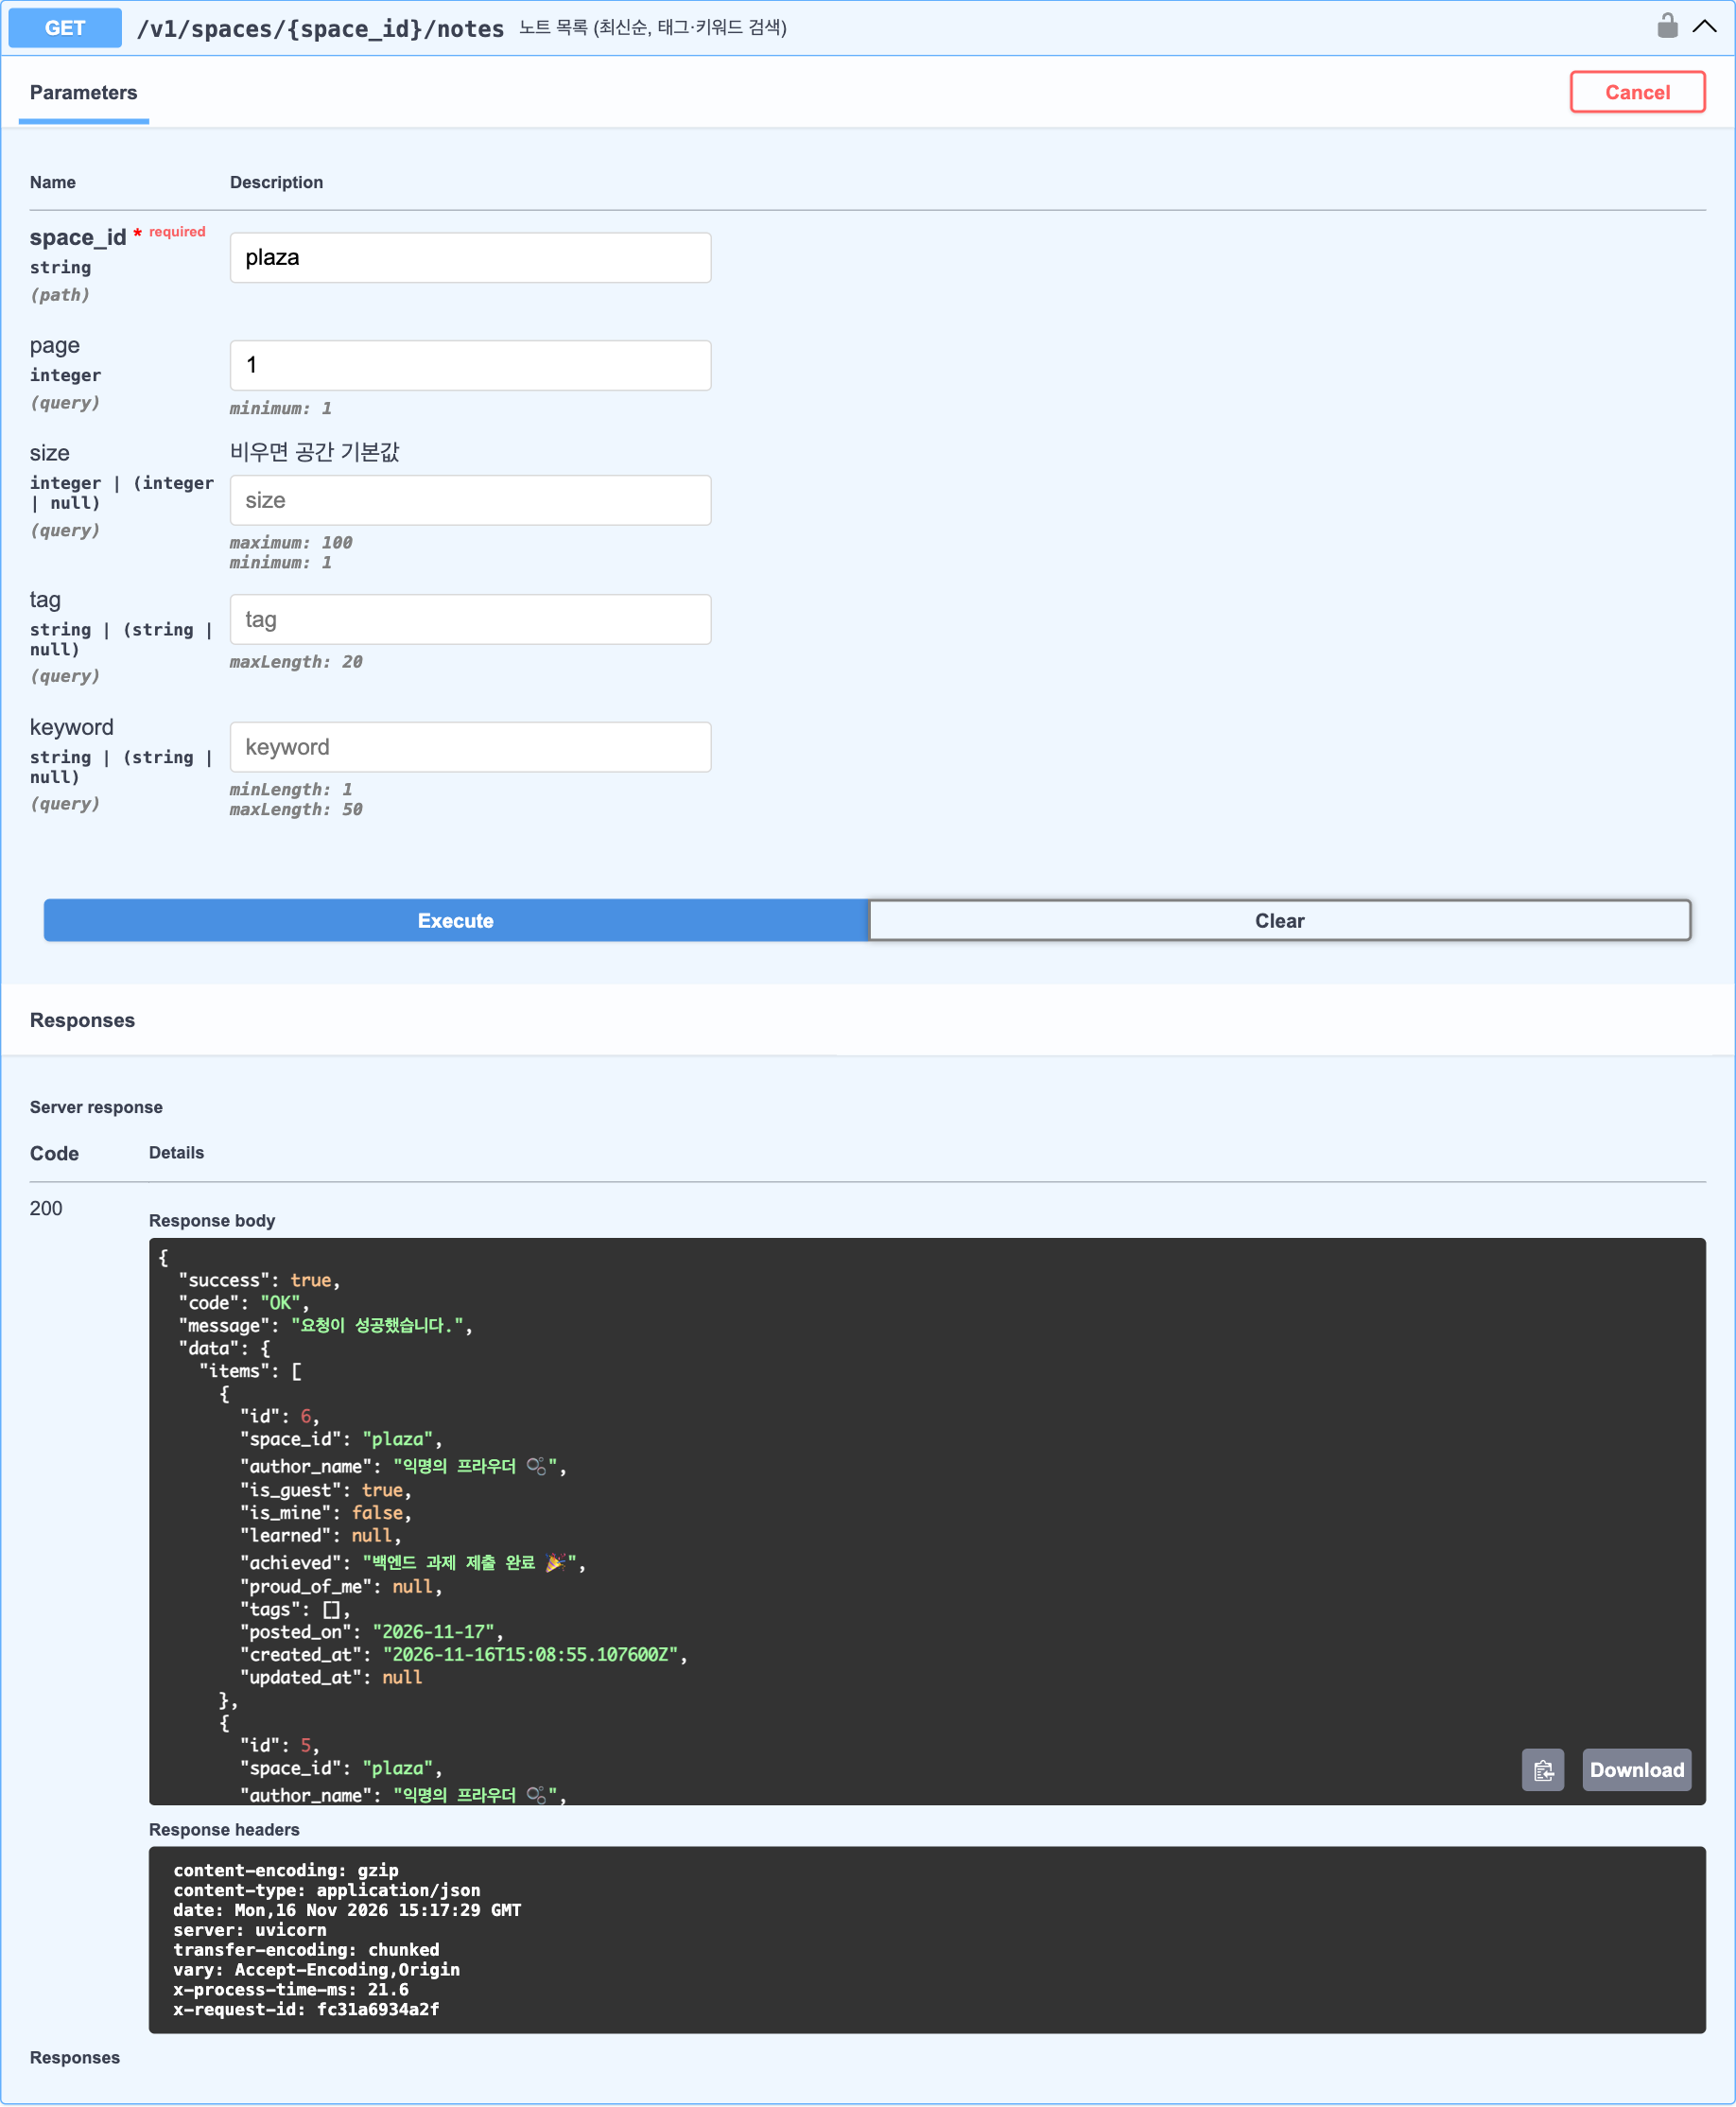 GET /v1/spaces/{space_id}/notes 노트 목록 (최신순, 태그·키워드 검색)
Parameters
Cancel
Name Description
space_id * required
string
(path)
plaza
page
integer
(query)
1
minimum: 1
size
integer | (integer
| null)
(query)
비우면 공간 기본값
size
maximum: 100
minimum: 1
tag
string | (string |
null)
(query)
tag
maxLength: 20
keyword
string | (string |
null)
(query)
keyword
minLength: 1
maxLength: 50
Execute
Clear
Responses
Server response
Code Details
200
Response body
{
  "success": true,
  "code": "OK",
  "message": "요청이 성공했습니다.",
  "data": {
    "items": [
      {
        "id": 6,
        "space_id": "plaza",
        "author_name": "익명의 프라우더 🫧",
        "is_guest": true,
        "is_mine": false,
        "learned": null,
        "achieved": "백엔드 과제 제출 완료 🎉",
        "proud_of_me": null,
        "tags": [],
        "posted_on": "2026-11-17",
        "created_at": "2026-11-16T15:08:55.107600Z",
        "updated_at": null
      },
      {
        "id": 5,
        "space_id": "plaza",
        "author_name": "익명의 프라우더 🫧",
Download
Response headers
content-encoding: gzip
content-type: application/json
date: Mon,16 Nov 2026 15:17:29 GMT
server: uvicorn
transfer-encoding: chunked
vary: Accept-Encoding,Origin
x-process-time-ms: 21.6
x-request-id: fc31a6934a2f
Responses